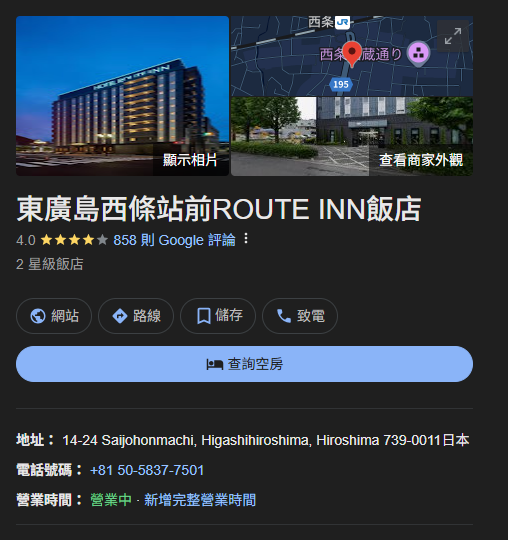 HOTEL ROUTE INN
西条 JR
西条 蔵通り
195
顯示相片
查看商家外觀
東廣島西條站前ROUTE INN飯店
4.0 858 則 Google 評論
2 星級飯店
網站 路線 儲存 致電
查詢空房
地址： 14-24 Saijohonmachi, Higashihiroshima, Hiroshima 739-0011日本
電話號碼： +81 50-5837-7501
營業時間： 營業中 · 新增完整營業時間